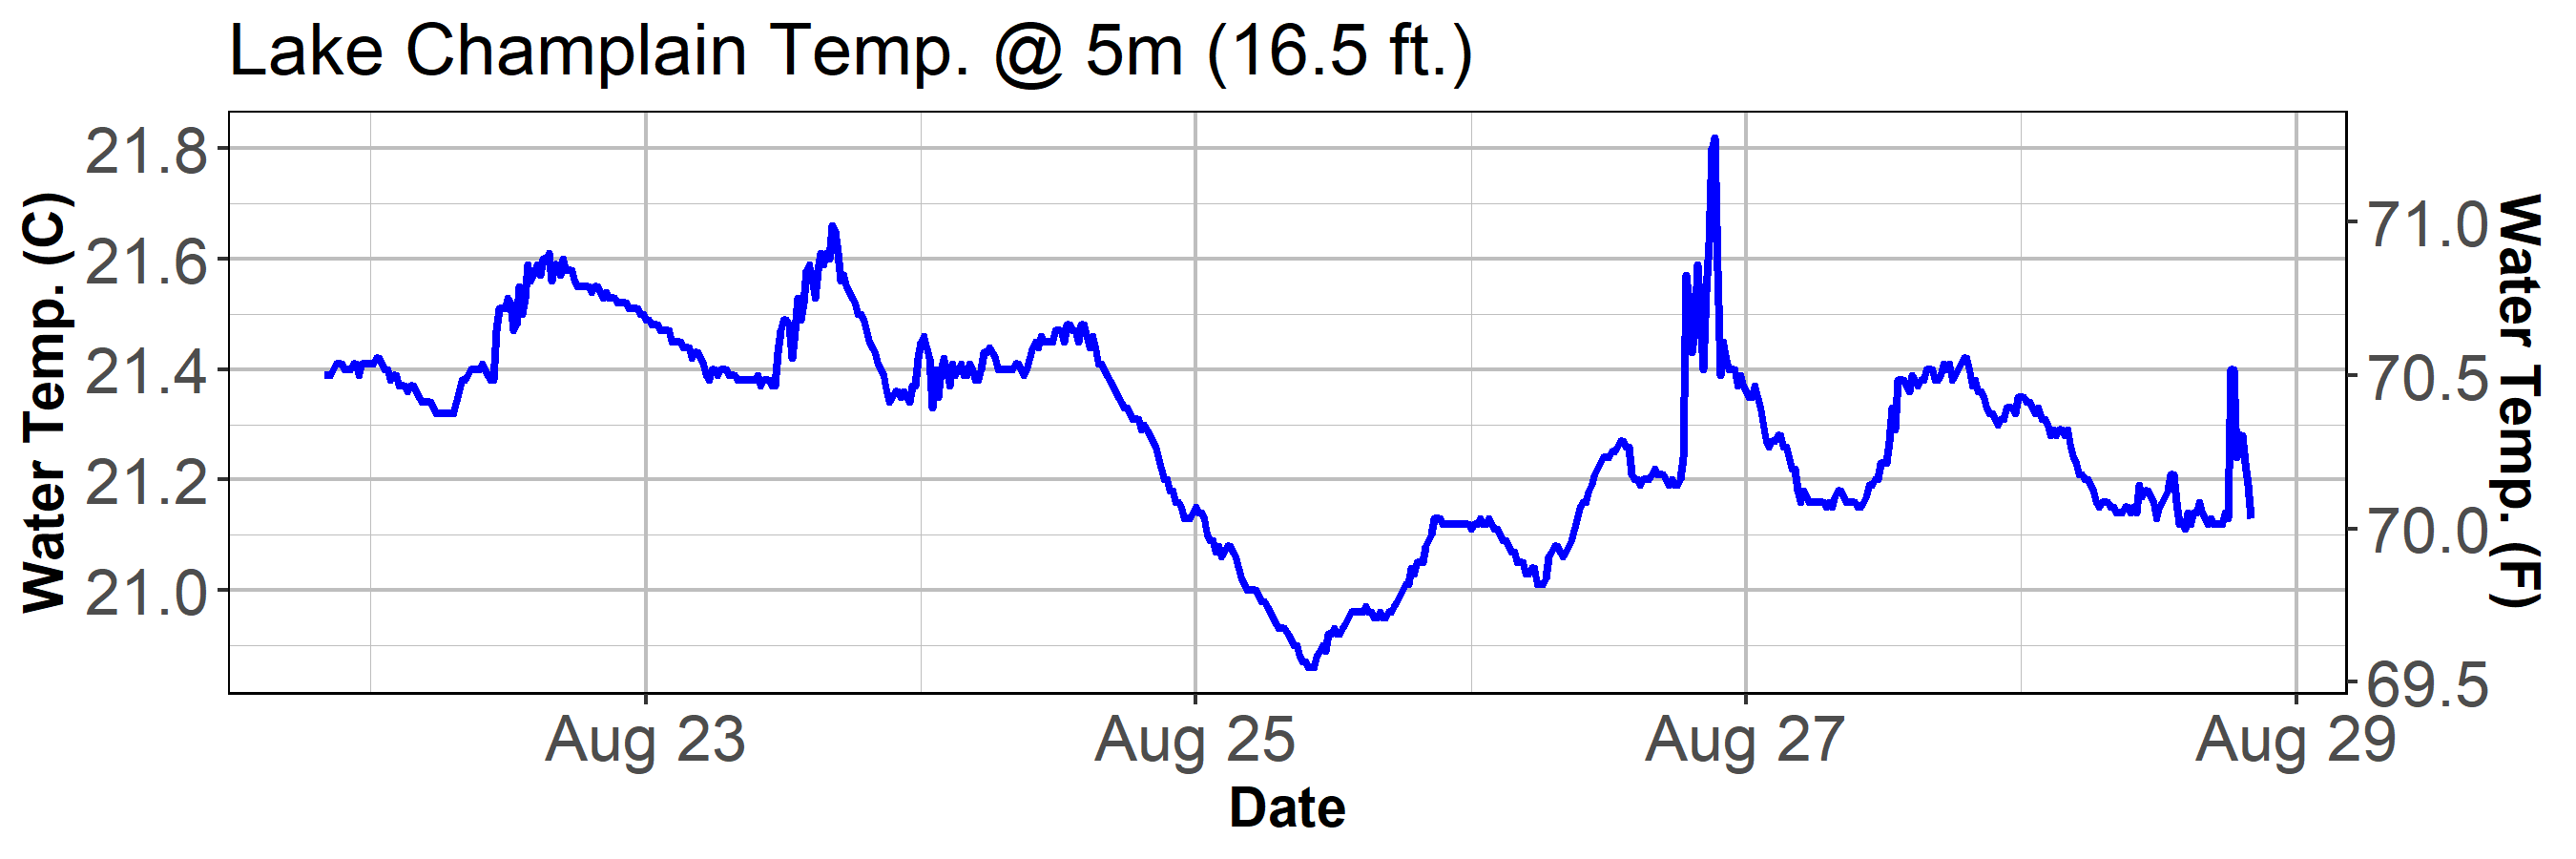 Lake Champlain Temp. @ 5m (16.5 ft.)
Water Temp. (C)
21.8
21.6
21.4
21.2
21.0
71.0
70.5
70.0
69.5
Water Temp. (F)
Aug 23
Aug 25
Aug 27
Aug 29
Date